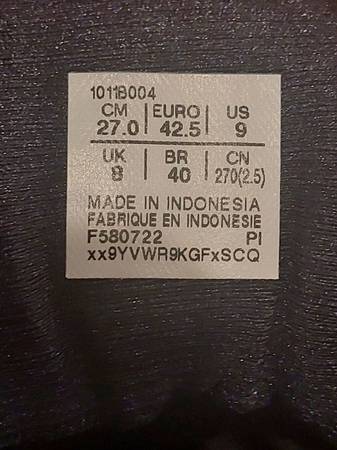 1011B004
CM | EURO | US
27.0 | 42.5 | 9
UK | BR | CN
8 | 40 | 270(2.5)
MADE IN INDONESIA
FABRIQUE EN INDONESIE
F580722 PI
xx9YVWR9KGFxSCQ